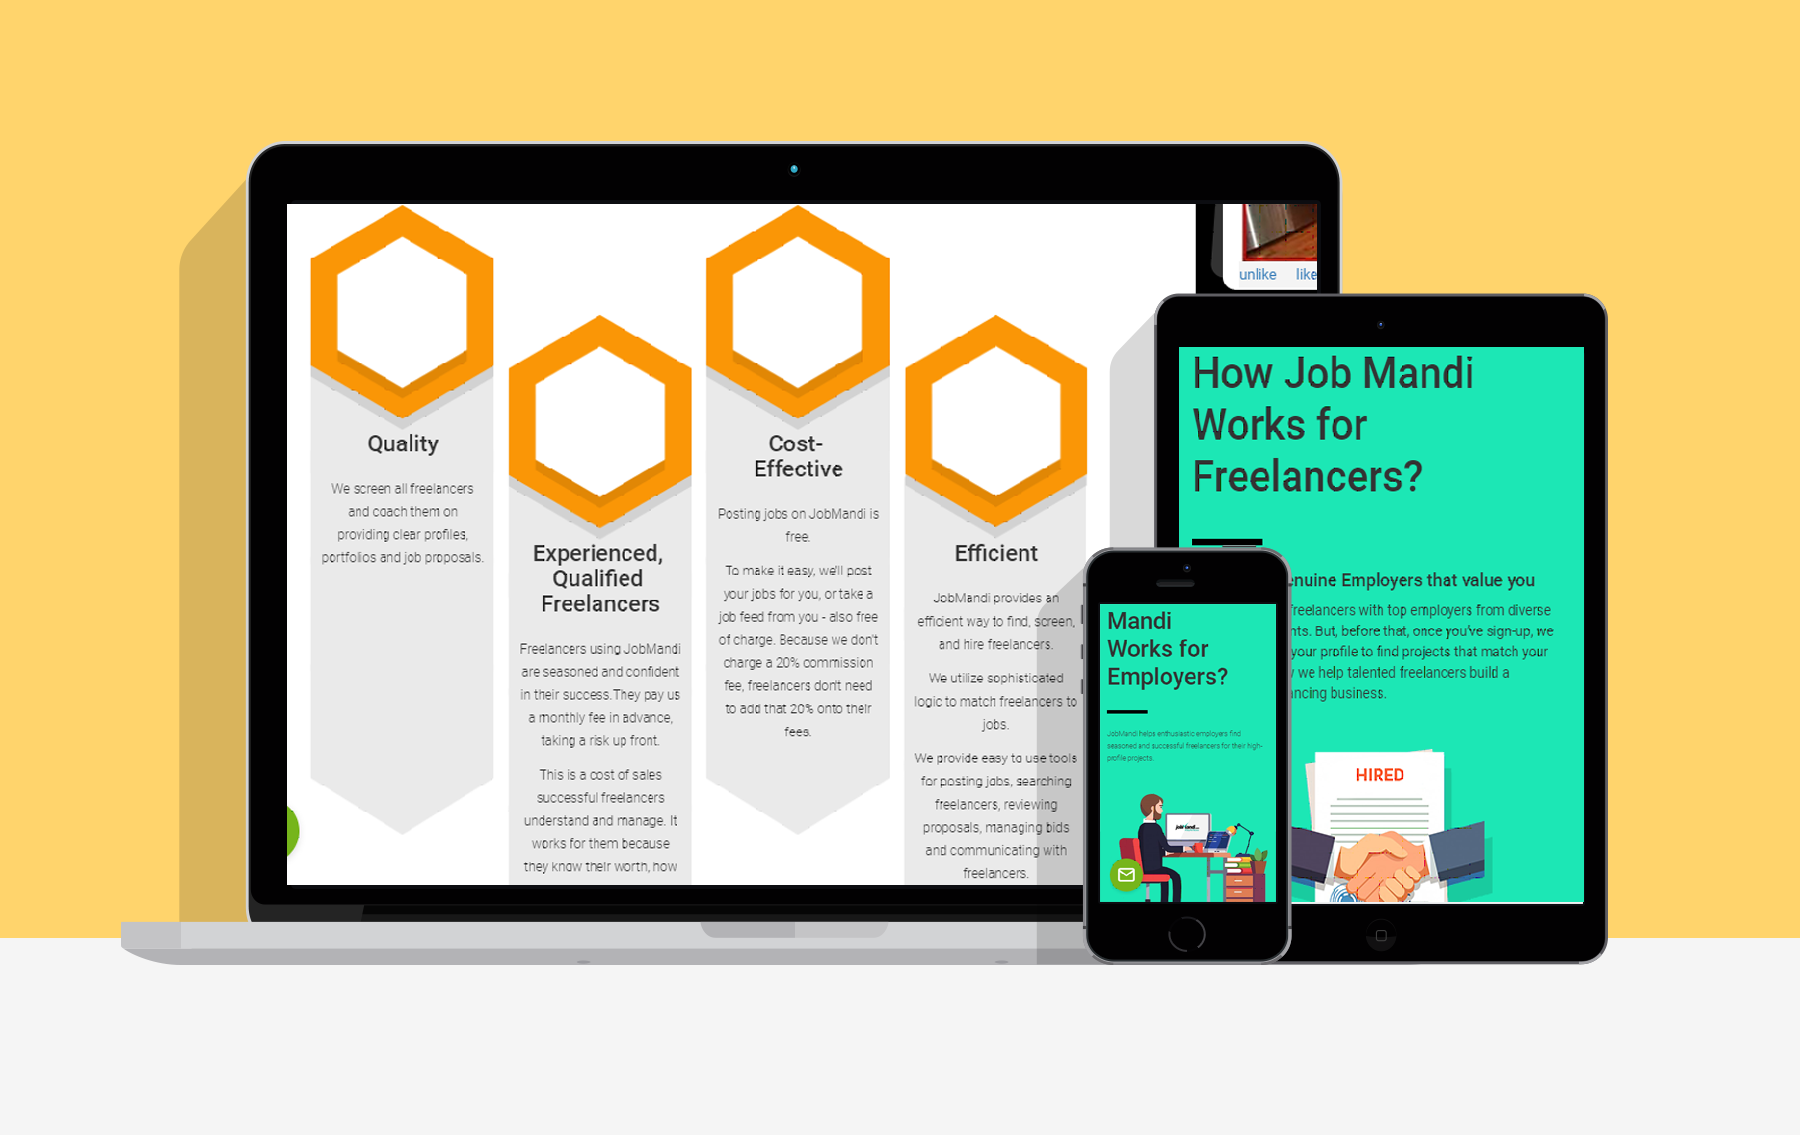 Quality
We screen all freelancers
and coach them on
providing clear profiles,
portfolios and job proposals.
Experienced,
Qualified
Freelancers
Freelancers using JobMandi
are seasoned and confident
in their success.They pay us
a monthly fee in advance,
taking a risk up front.
This is a cost of sales
successful freelancers
understand and manage. It
works for them because
they know their worth, how
Cost-
Effective
Posting jobs on JobMandi is
free.
To make it easy, we'll post
your jobs for you, or take a
job feed from you - also free
of charge. Because we don't
charge a 20% commission
fee, freelancers don't need
to add that 20% onto their
fees.
Efficient
JobMandi provides an
efficient way to find, screen,
and hire freelancers.
We utilize sophisticated
logic to match freelancers to
jobs.
We provide easy to use tools
for posting jobs, searching
freelancers, reviewing
proposals, managing bids
and communicating with
freelancers.
unlike like
How Job Mandi
Works for
Freelancers?
enuine Employers that value you
freelancers with top employers from diverse
nts. But, before that, once you've sign-up, we
your profile to find projects that match your
we help talented freelancers build a
ancing business.
HIRED
Mandi
Works for
Employers?
JobMandi helps enthusiastic employers find
seasoned and successful freelancers for their high-
profile projects.